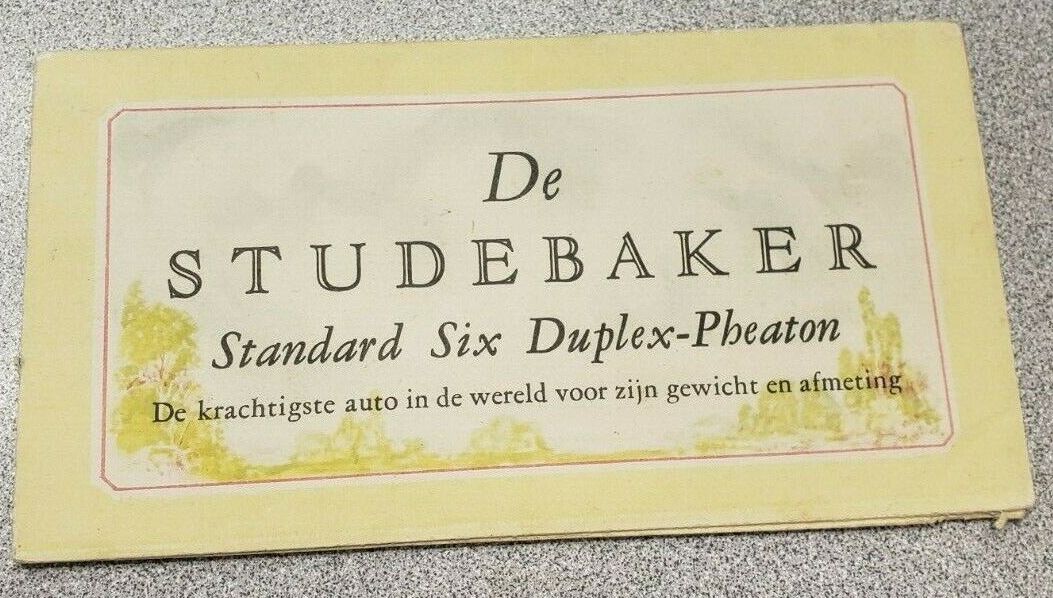 De
STUDEBAKER
Standard Six Duplex-Pheaton
De krachtigste auto in de wereld voor zijn gewicht en afmeting